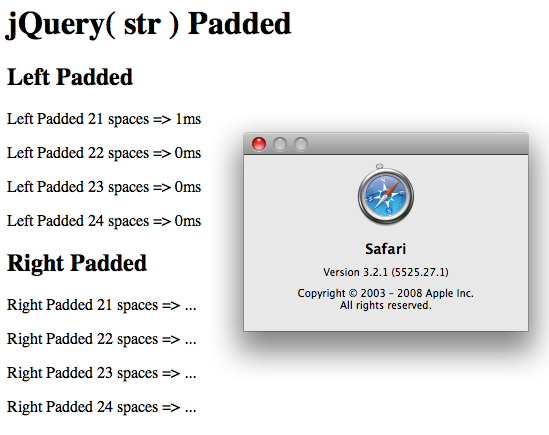 jQuery( str ) Padded
Left Padded
Left Padded 21 spaces => 1ms
Left Padded 22 spaces => 0ms
Left Padded 23 spaces => 0ms
Left Padded 24 spaces => 0ms
Right Padded
Right Padded 21 spaces => ...
Right Padded 22 spaces => ...
Right Padded 23 spaces => ...
Right Padded 24 spaces => ...
Safari
Version 3.2.1 (5525.27.1)
Copyright © 2003 – 2008 Apple Inc.
All rights reserved.